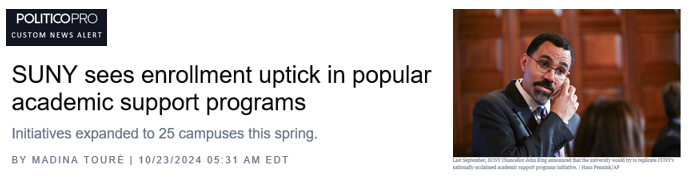 POLITICOPRO
CUSTOM NEWS ALERT
SUNY sees enrollment uptick in popular
academic support programs
Initiatives expanded to 25 campuses this spring.
BY MADINA TOURÉ | 10/23/2024 05:31 AM EDT
Last September, SUNY Chancellor John King announced that the university would try to replicate CUNY's
nationally-acclaimed academic support programs initiative. | Hans Pennink/AP